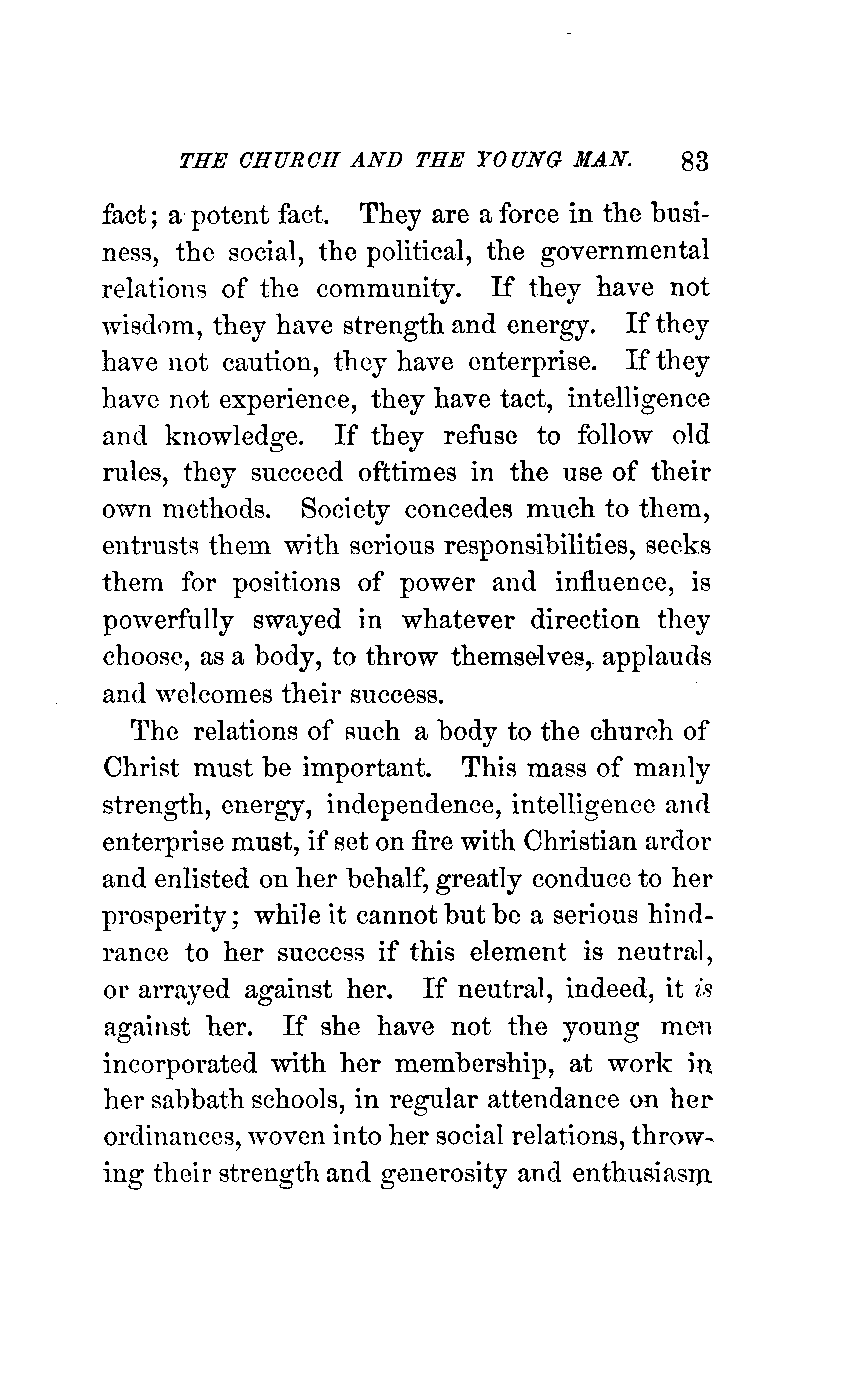 THE CHURCH AND THE YOUNG MAN. 83
fact; a potent fact. They are a force in the busi-
ness, the social, the political, the governmental
relations of the community. If they have not
wisdom, they have strength and energy. If they
have not caution, they have enterprise. If they
have not experience, they have tact, intelligence
and knowledge. If they refuse to follow old
rules, they succeed ofttimes in the use of their
own methods. Society concedes much to them,
entrusts them with serious responsibilities, seeks
them for positions of power and influence, is
powerfully swayed in whatever direction they
choose, as a body, to throw themselves, applauds
and welcomes their success.
The relations of such a body to the church of
Christ must be important. This mass of manly
strength, energy, independence, intelligence and
enterprise must, if set on fire with Christian ardor
and enlisted on her behalf, greatly conduce to her
prosperity; while it cannot but be a serious hind-
rance to her success if this element is neutral,
or arrayed against her. If neutral, indeed, it is
against her. If she have not the young men
incorporated with her membership, at work in
her sabbath schools, in regular attendance on her
ordinances, woven into her social relations, throw-
ing their strength and generosity and enthusiasm